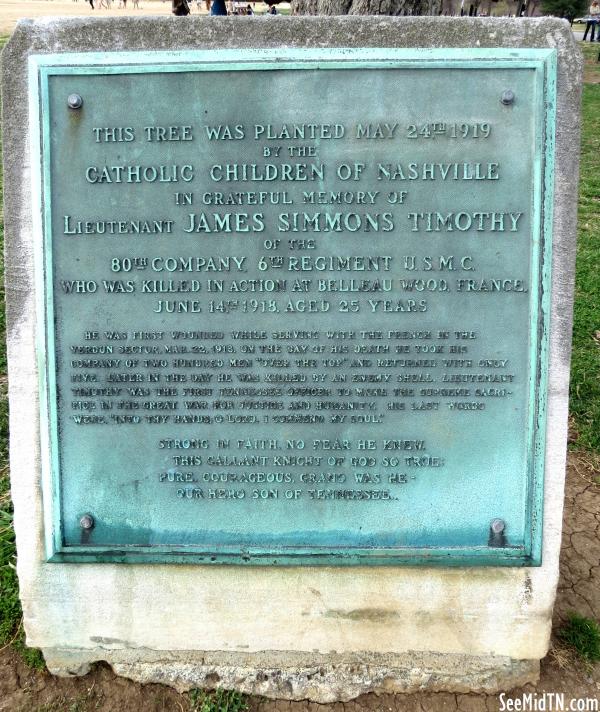 THIS TREE WAS PLANTED MAY 24TH 1919
BY THE
CATHOLIC CHILDREN OF NASHVILLE
IN GRATEFUL MEMORY OF
LIEUTENANT JAMES SIMMONS TIMOTHY
OF THE
80TH COMPANY, 6TH REGIMENT U.S.M.C.
WHO WAS KILLED IN ACTION AT BELLEAU WOOD, FRANCE,
JUNE 14TH 1918, AGED 25 YEARS
HE WAS FIRST WOUNDED WHILE SERVING WITH THE FRENCH IN THE
VERDUN SECTOR, MAR. 22, 1918. ON THE DAY OF HIS DEATH HE TOOK HIS
COMPANY OF TWO HUNDRED MEN "OVER THE TOP" AND RETURNED WITH ONLY
FIVE. LATER IN THE DAY HE WAS KILLED BY AN ENEMY SHELL. LIEUTENANT
TIMOTHY WAS THE FIRST TENNESSEE OFFICER TO MAKE THE SUPREME SACRI-
FICE IN THE GREAT WAR FOR JUSTICE AND HUMANITY. HIS LAST WORDS
WERE, "INTO THY HANDS, O LORD, I COMMEND MY SOUL."
STRONG IN FAITH, NO FEAR HE KNEW,
THIS GALLANT KNIGHT OF GOD SO TRUE;
PURE, COURAGEOUS, GRAND WAS HE -
OUR HERO SON OF TENNESSEE.
SeeMidTN.com